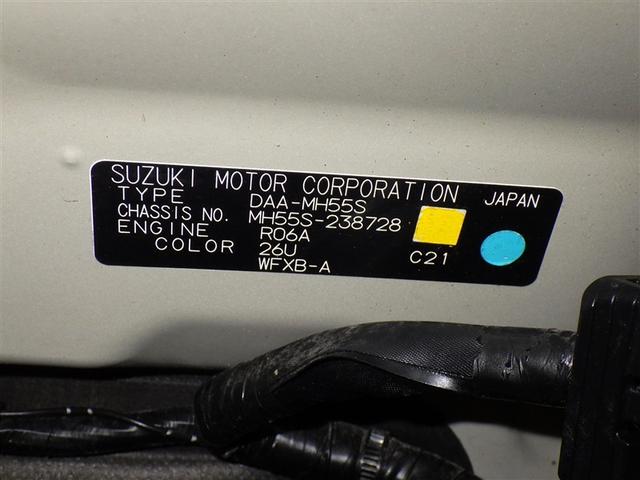 SUZUKI MOTOR CORPORATION JAPAN
TYPE DAA-MH55S
CHASSIS NO. MH55S-238728
ENGINE R06A
COLOR 26U
WFXB-A C21